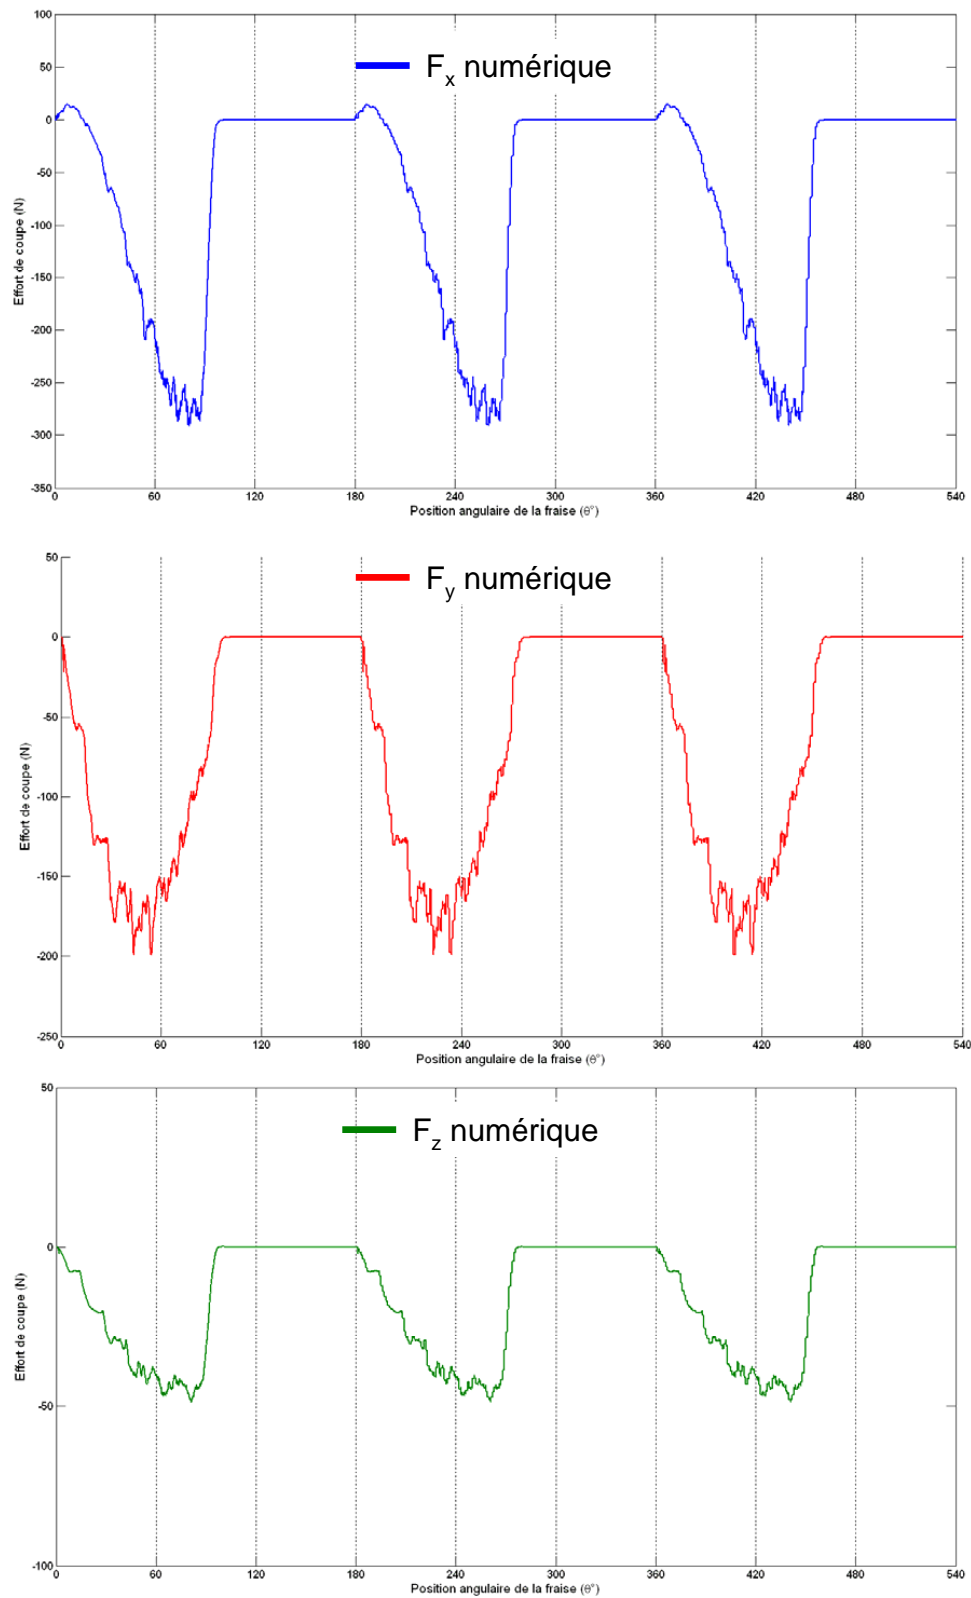 100
F_x numérique
50
0
-50
-100
-150
-200
-250
-300
-350
Effort de coupe (N)
0 60 120 180 240 300 360 420 480 540
Position angulaire de la fraise (θ°)
50
F_y numérique
0
-50
-100
-150
-200
-250
Effort de coupe (N)
0 60 120 180 240 300 360 420 480 540
Position angulaire de la fraise (θ°)
50
F_z numérique
0
-50
-100
Effort de coupe (N)
0 60 120 180 240 300 360 420 480 540
Position angulaire de la fraise (θ°)